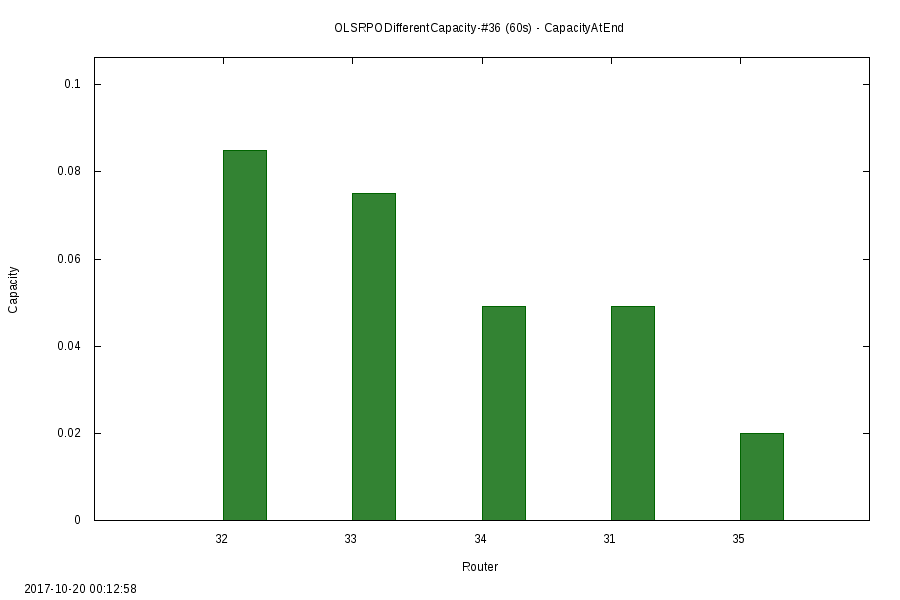 OLSRPODifferentCapacity-#36 (60s) - CapacityAtEnd
0.1
0.08
0.06
0.04
0.02
0
Capacity
32 33 34 31 35
Router
2017-10-20 00:12:58